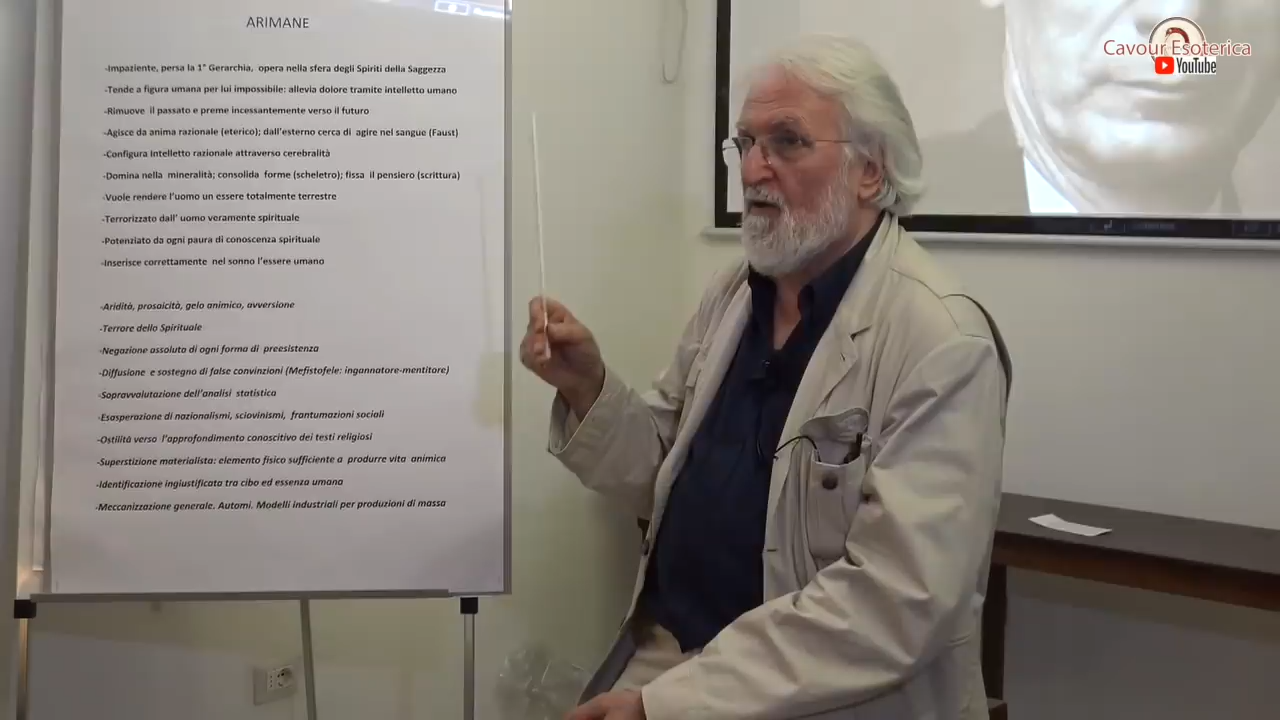 ARIMANE
-Impaziente, persa la 1° Gerarchia, opera nella sfera degli Spiriti della Saggezza
-Tende a figura umana per lui impossibile: allevia dolore tramite intelletto umano
-Rimuove il passato e preme incessantemente verso il futuro
-Agisce da anima razionale (eterico); dall'esterno cerca di agire nel sangue (Faust)
-Configura Intelletto razionale attraverso cerebralità
-Domina nella mineralità; consolida forme (scheletro); fissa il pensiero (scrittura)
-Vuole rendere l'uomo un essere totalmente terrestre
-Terrorizzato dall' uomo veramente spirituale
-Potenziato da ogni paura di conoscenza spirituale
-Inserisce correttamente nel sonno l'essere umano
-Aridità, prosaicità, gelo animico, avversione
-Terrore dello Spirituale
-Negazione assoluta di ogni forma di preesistenza
-Diffusione e sostegno di false convinzioni (Mefistofele: ingannatore-mentitore)
-Sopravvalutazione dell'analisi statistica
-Esasperazione di nazionalismi, sciovinismi, frantumazioni sociali
-Ostilità verso l'approfondimento conoscitivo dei testi religiosi
-Superstizione materialista: elemento fisico sufficiente a produrre vita animica
-Identificazione ingiustificata tra cibo ed essenza umana
-Meccanizzazione generale. Automi. Modelli industriali per produzioni di massa
Cavour Esoterica
YouTube